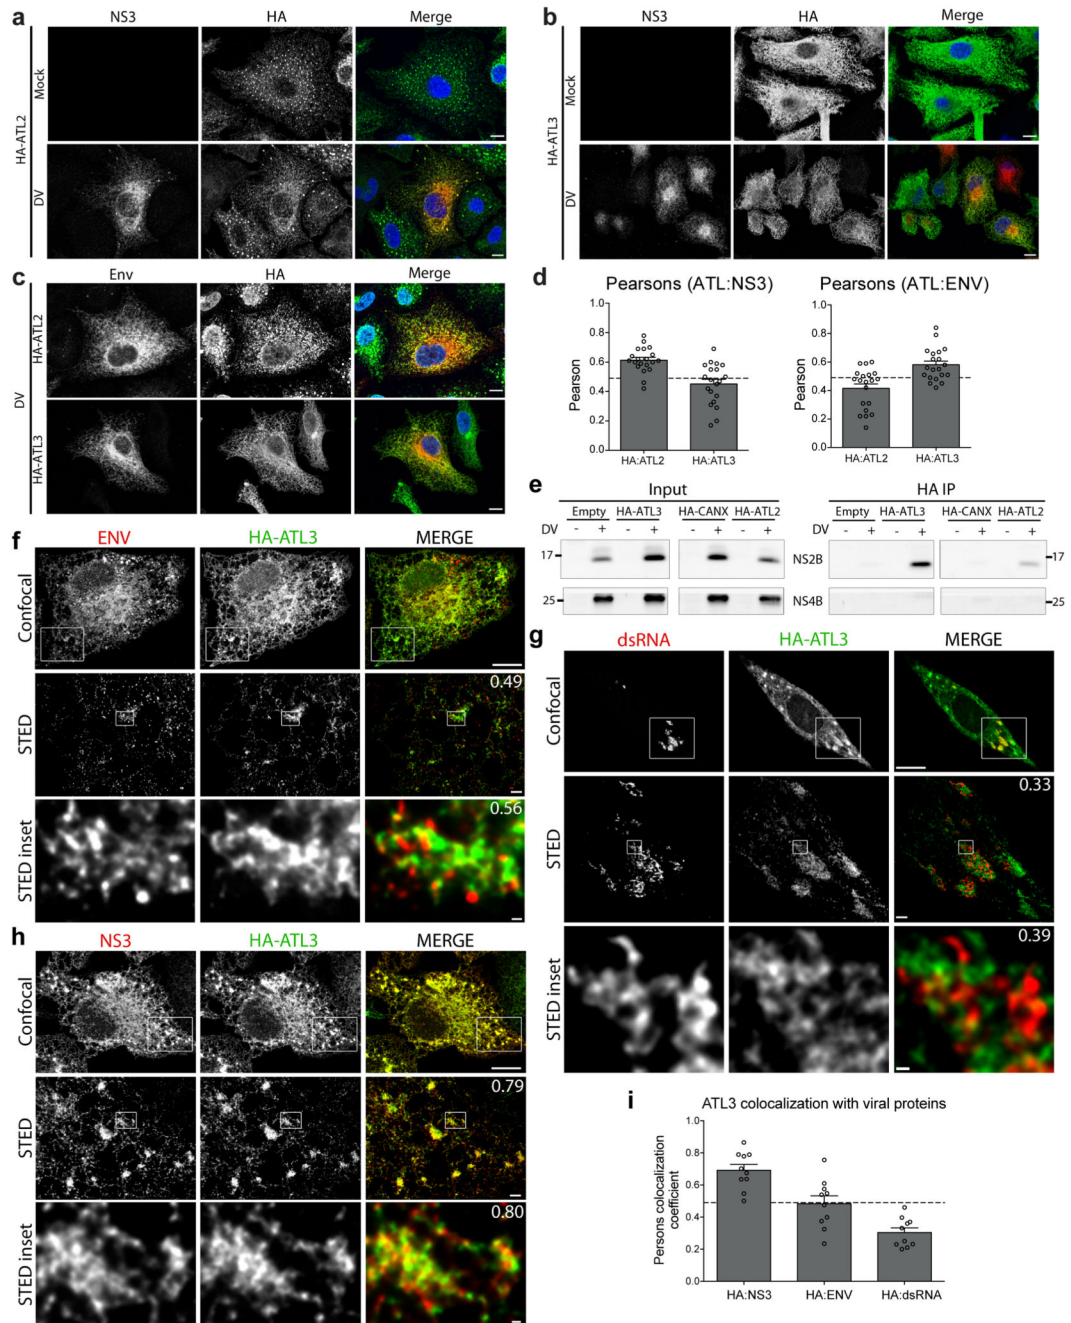 a
NS3 HA Merge
HA-ATL2
Mock
DV
b
NS3 HA Merge
HA-ATL3
Mock
DV
c
Env HA Merge
DV
HA-ATL2
HA-ATL3
d
Pearsons (ATL:NS3)
Pearson
1.0
0.8
0.6
0.4
0.2
0.0
HA:ATL2 HA:ATL3
Pearsons (ATL:ENV)
1.0
0.8
0.6
0.4
0.2
0.0
HA:ATL2 HA:ATL3
e
Input HA IP
Empty HA-ATL3 HA-CANX HA-ATL2 Empty HA-ATL3 HA-CANX HA-ATL2
DV - + - + - + - + DV - + - + - + - +
17 NS2B 17
25 NS4B 25
f
ENV HA-ATL3 MERGE
Confocal
STED
0.49
STED inset
0.56
g
dsRNA HA-ATL3 MERGE
Confocal
STED
0.33
STED inset
0.39
h
NS3 HA-ATL3 MERGE
Confocal
STED
0.79
STED inset
0.80
i
ATL3 colocalization with viral proteins
Persons colocalization
coefficient
1.0
0.8
0.6
0.4
0.2
0.0
HA:NS3 HA:ENV HA:dsRNA